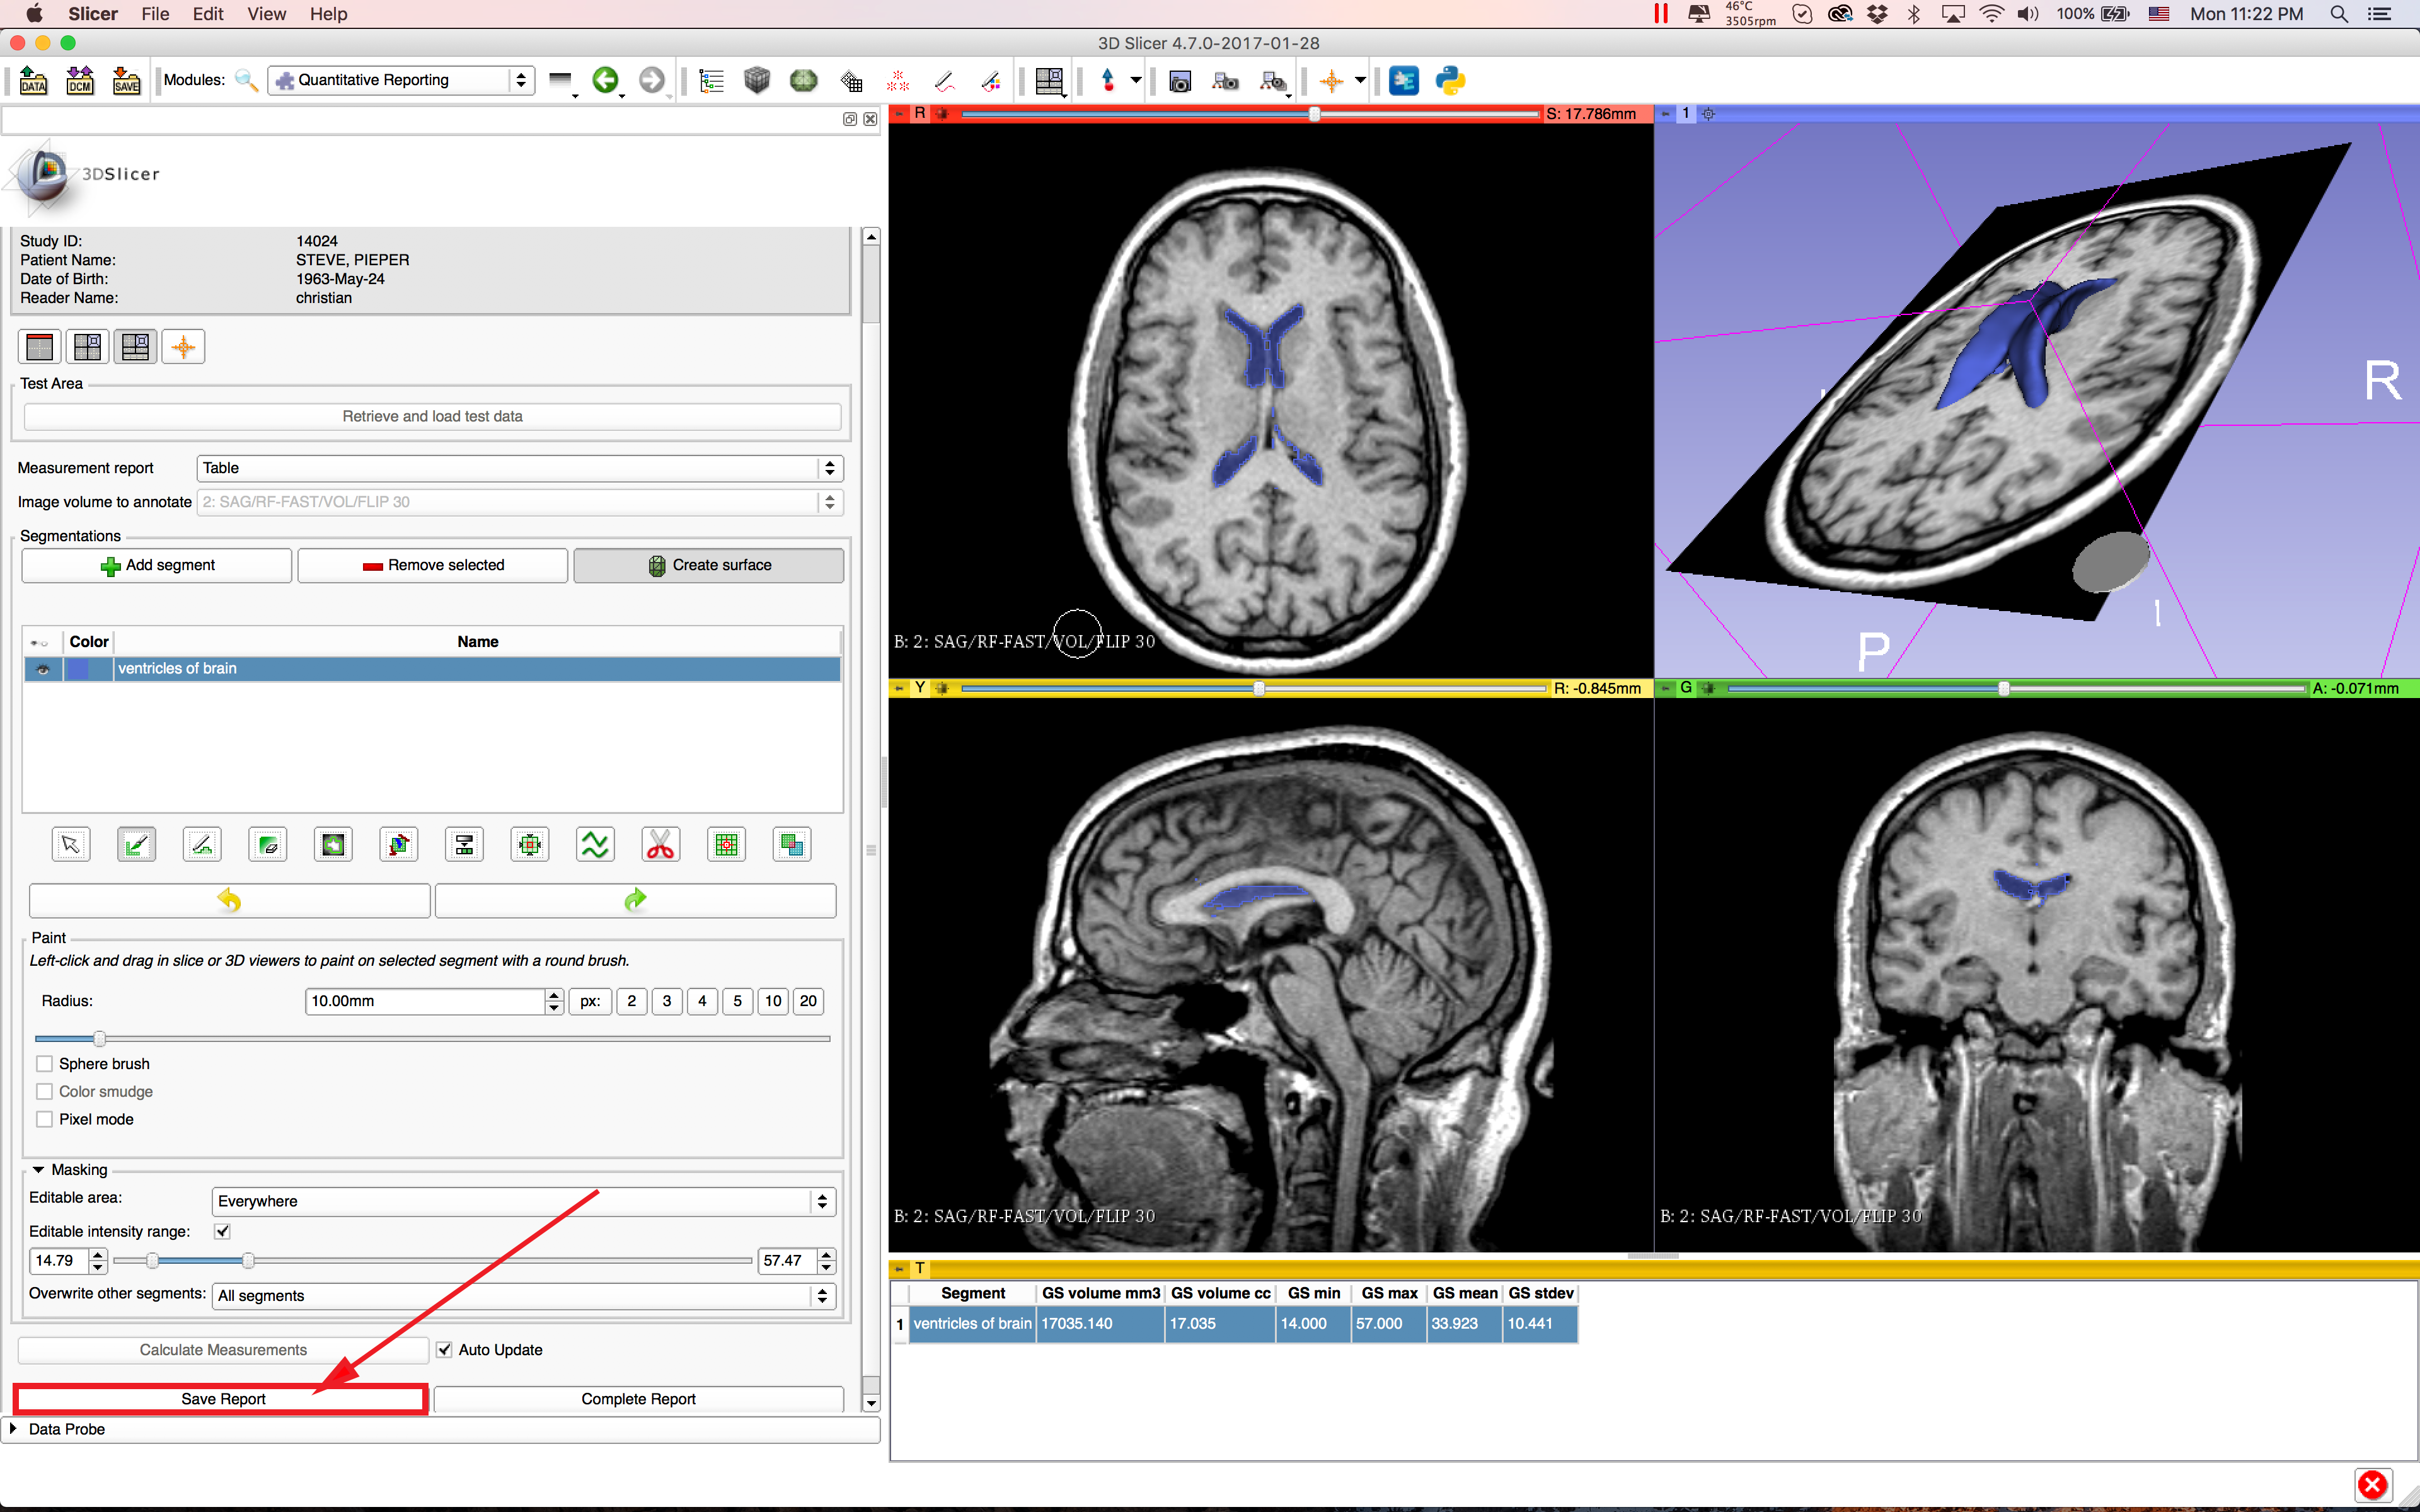 Slicer File Edit View Help
46°C
3505rpm
100%
Mon 11:22 PM
3D Slicer 4.7.0-2017-01-28
DATA DCM SAVE Modules: Quantitative Reporting
3DSlicer
Study ID: 14024
Patient Name: STEVE, PIEPER
Date of Birth: 1963-May-24
Reader Name: christian
Test Area
Retrieve and load test data
Measurement report Table
Image volume to annotate 2: SAG/RF-FAST/VOL/FLIP 30
Segmentations
Add segment Remove selected Create surface
Color Name
ventricles of brain
Paint
Left-click and drag in slice or 3D viewers to paint on selected segment with a round brush.
Radius: 10.00mm px: 2 3 4 5 10 20
Sphere brush
Color smudge
Pixel mode
Masking
Editable area: Everywhere
Editable intensity range:
14.79 57.47
Overwrite other segments: All segments
Calculate Measurements Auto Update
Save Report Complete Report
Data Probe
R S: 17.786mm
B: 2: SAG/RF-FAST/VOL/FLIP 30
1
R
P
Y R: -0.845mm
B: 2: SAG/RF-FAST/VOL/FLIP 30
G A: -0.071mm
B: 2: SAG/RF-FAST/VOL/FLIP 30
T
Segment GS volume mm3 GS volume cc GS min GS max GS mean GS stdev
1 ventricles of brain 17035.140 17.035 14.000 57.000 33.923 10.441